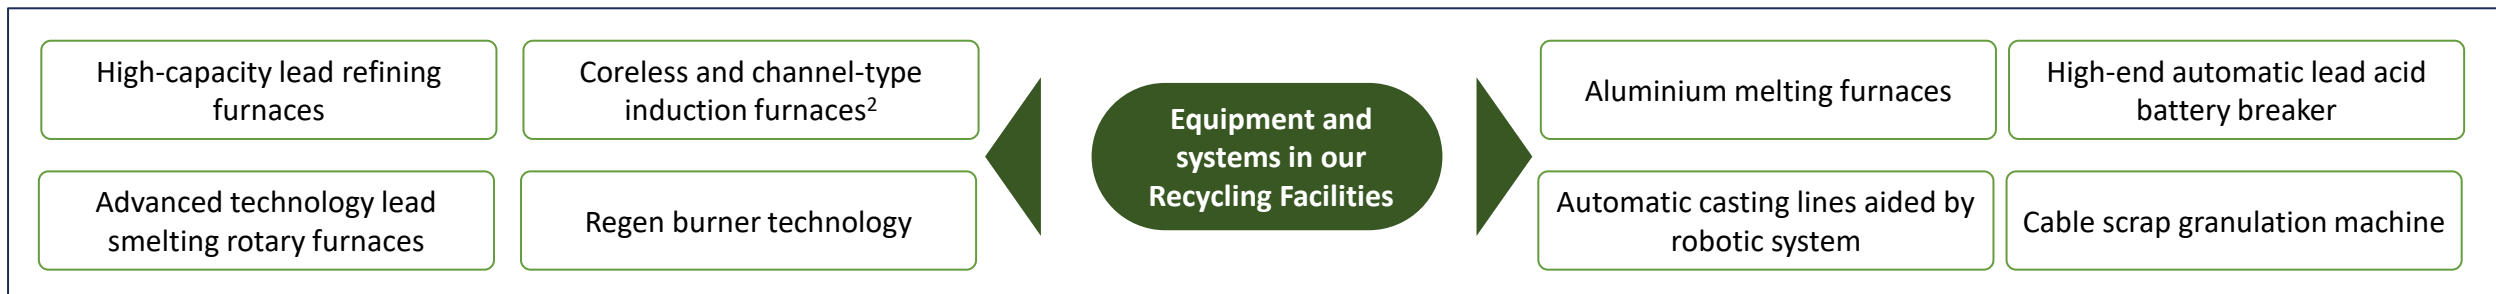 High-capacity lead refining
furnaces
Coreless and channel-type
induction furnaces²
Advanced technology lead
smelting rotary furnaces
Regen burner technology
Equipment and
systems in our
Recycling Facilities
Aluminium melting furnaces
High-end automatic lead acid
battery breaker
Automatic casting lines aided by
robotic system
Cable scrap granulation machine